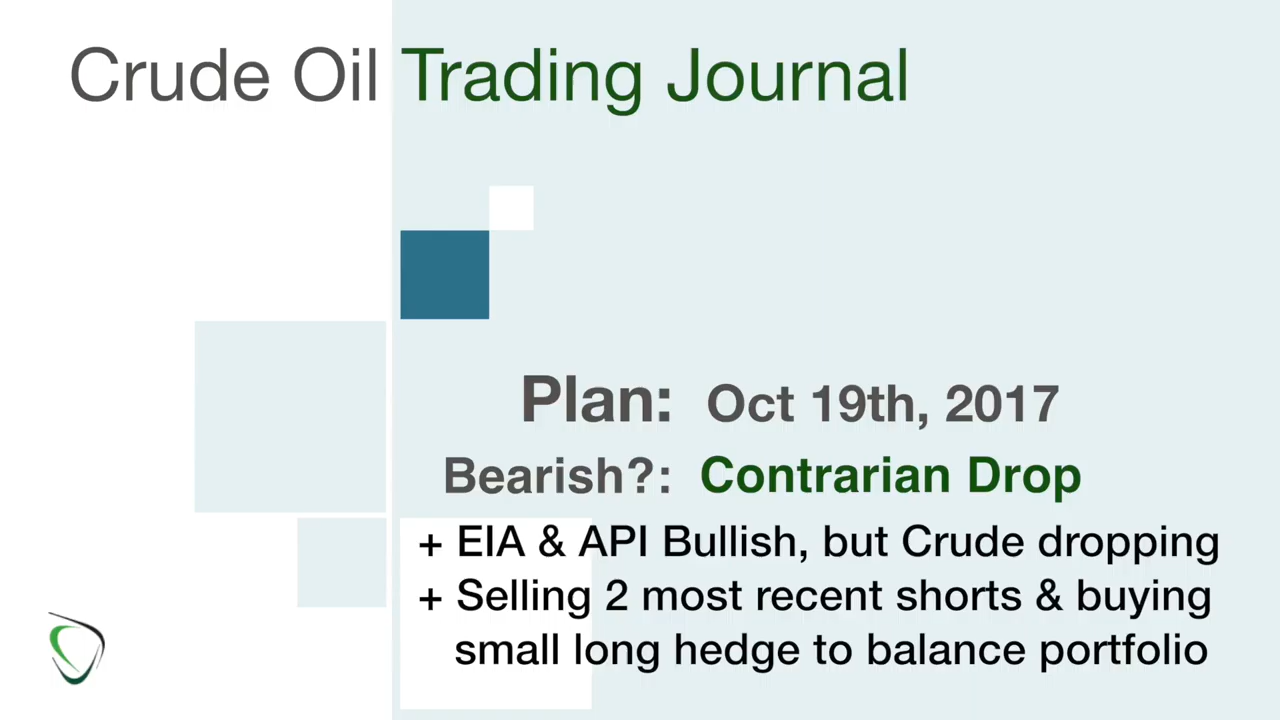 Crude Oil Trading Journal
Plan: Oct 19th, 2017
Bearish?: Contrarian Drop
+ EIA & API Bullish, but Crude dropping
+ Selling 2 most recent shorts & buying
small long hedge to balance portfolio